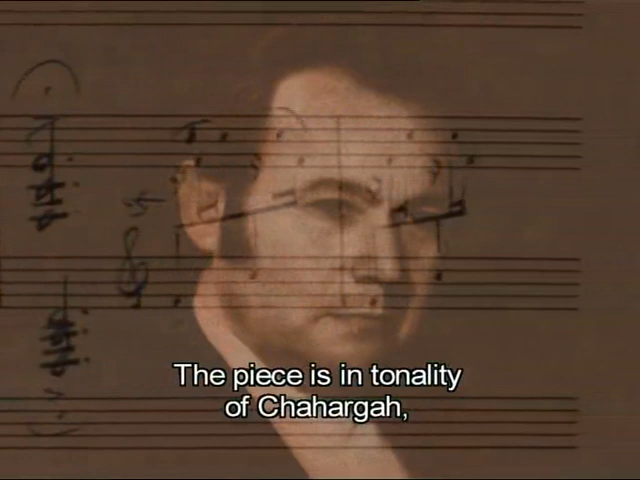 The piece is in tonality
of Chahargah,